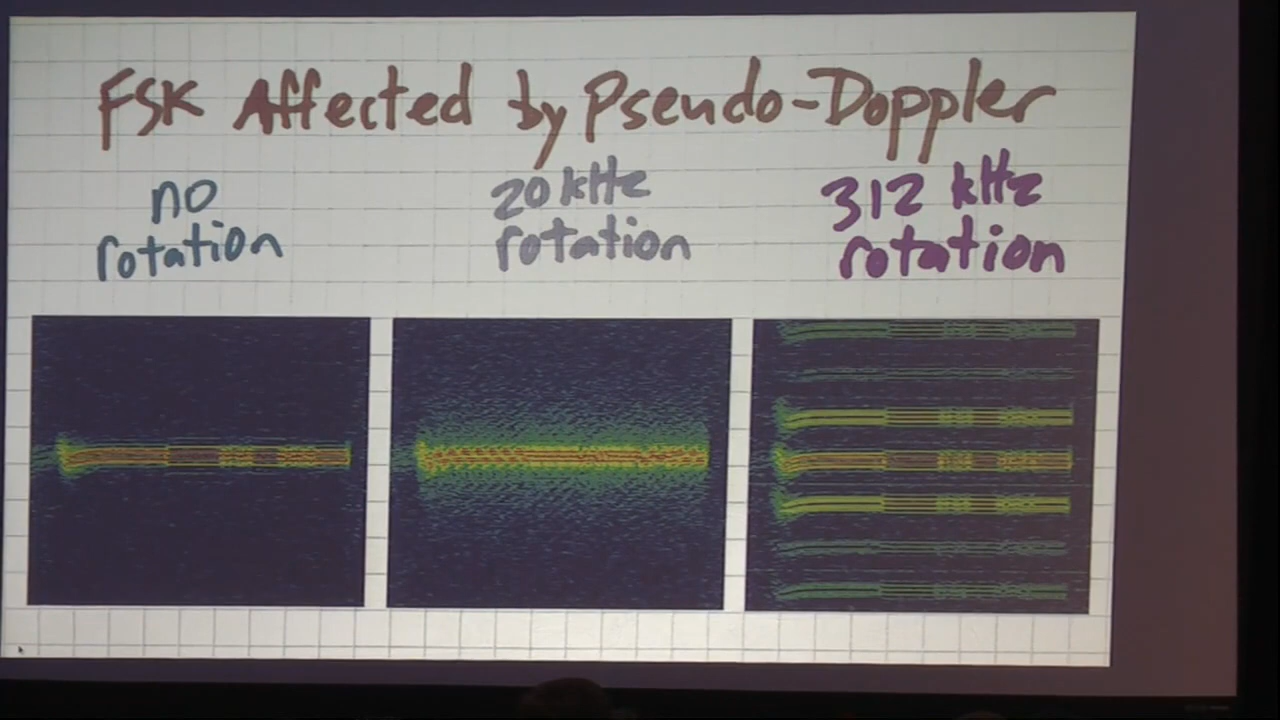 FSK Affected by Pseudo-Doppler
no
rotation
20 kHz
rotation
312 kHz
rotation